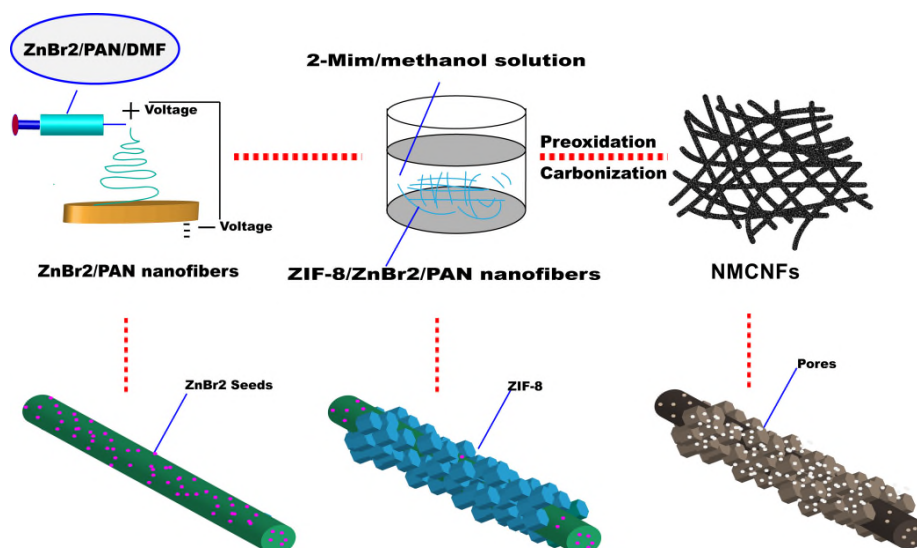 ZnBr2/PAN/DMF
2-Mim/methanol solution
+ Voltage
Preoxidation
Carbonization
— Voltage
ZnBr2/PAN nanofibers
ZIF-8/ZnBr2/PAN nanofibers
NMCNFs
ZnBr2 Seeds
ZIF-8
Pores